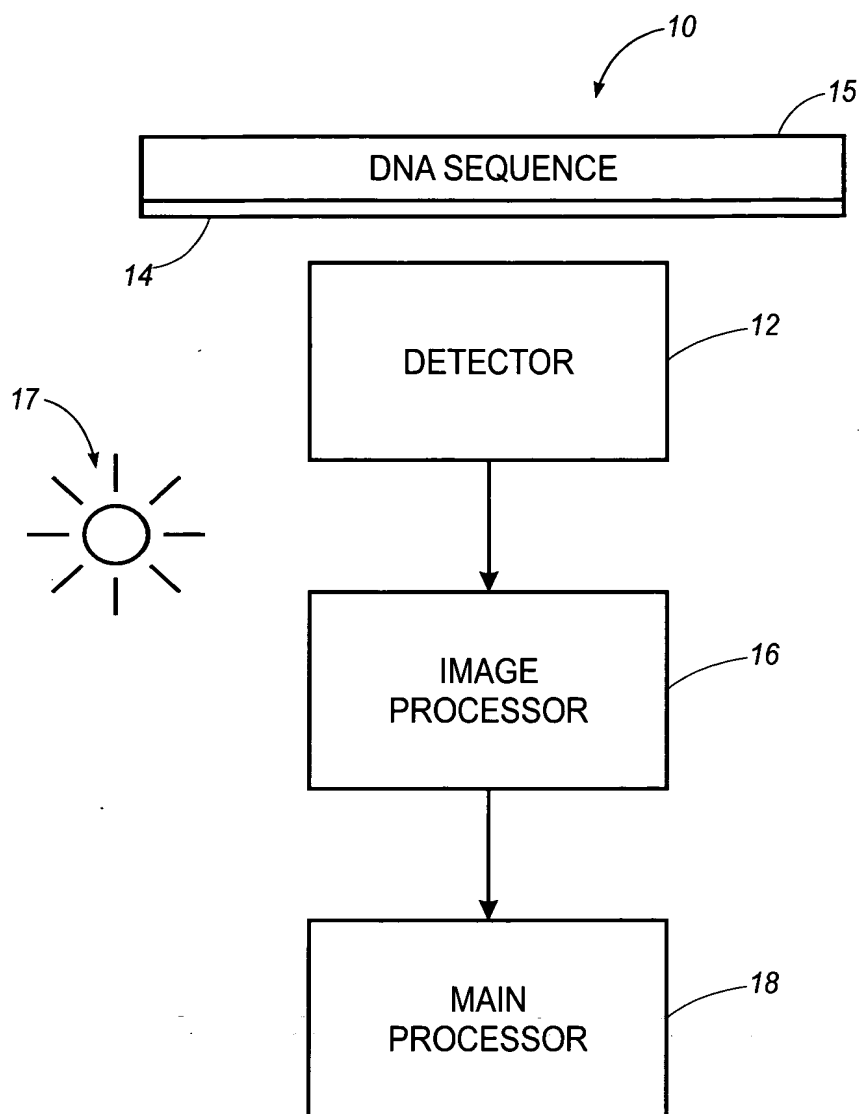 10
15
DNA SEQUENCE
14
12
DETECTOR
17
16
IMAGE
PROCESSOR
18
MAIN
PROCESSOR